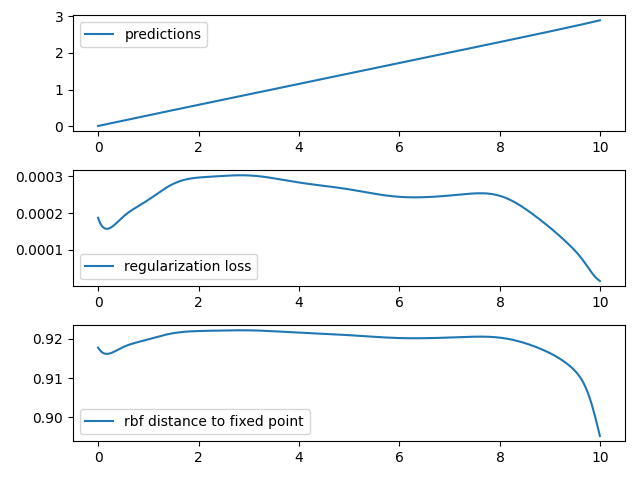 3
2
1
0
predictions
0 2 4 6 8 10
0.0003
0.0002
0.0001
regularization loss
0 2 4 6 8 10
0.92
0.91
0.90
rbf distance to fixed point
0 2 4 6 8 10